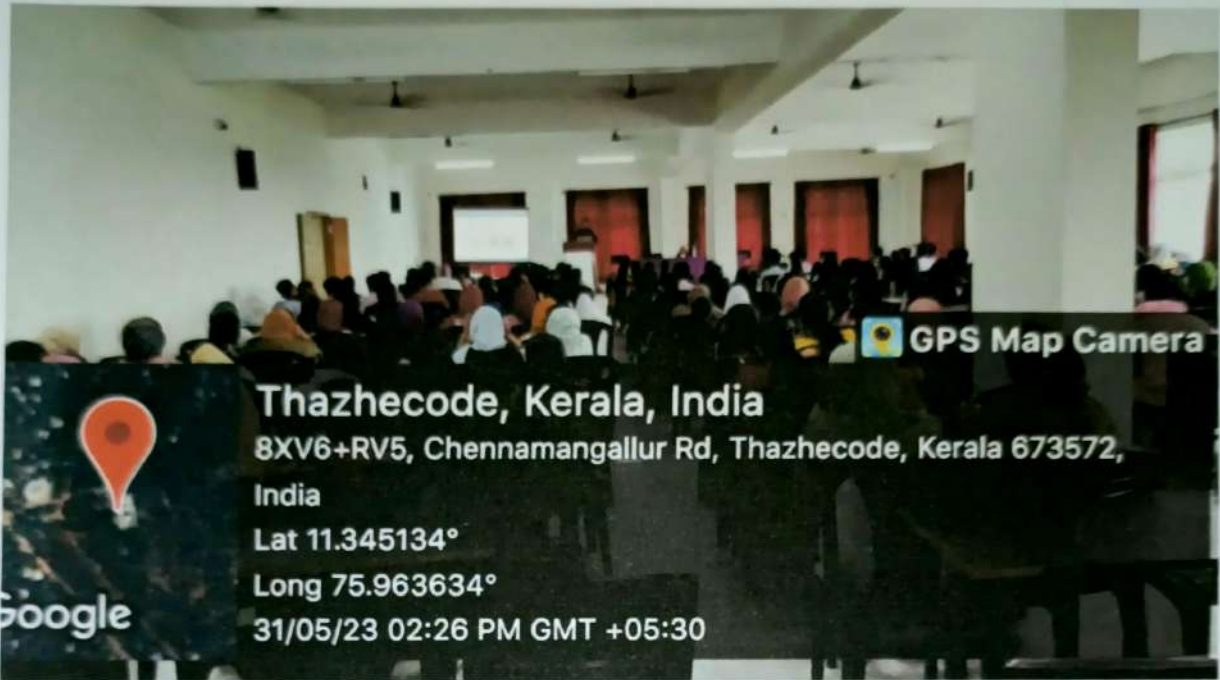 GPS Map Camera
Thazhecode, Kerala, India
8XV6+RV5, Chennamangallur Rd, Thazhecode, Kerala 673572,
India
Lat 11.345134°
Long 75.963634°
31/05/23 02:26 PM GMT +05:30
Google